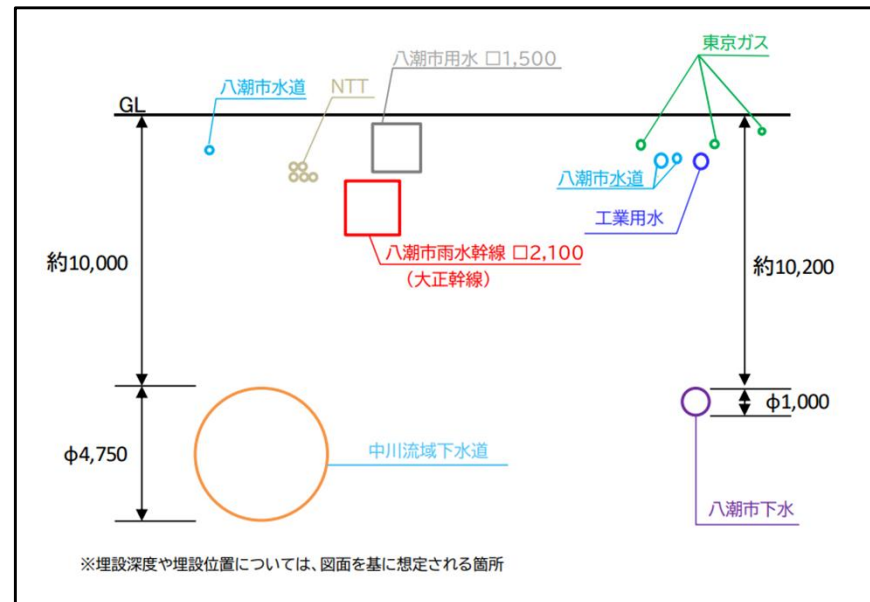 東京ガス
八潮市用水 □1,500
八潮市水道
NTT
GL
八潮市水道
工業用水
八潮市雨水幹線 □2,100
（大正幹線）
約10,000
約10,200
φ1,000
φ4,750
中川流域下水道
八潮市下水
※埋設深度や埋設位置については、図面を基に想定される箇所